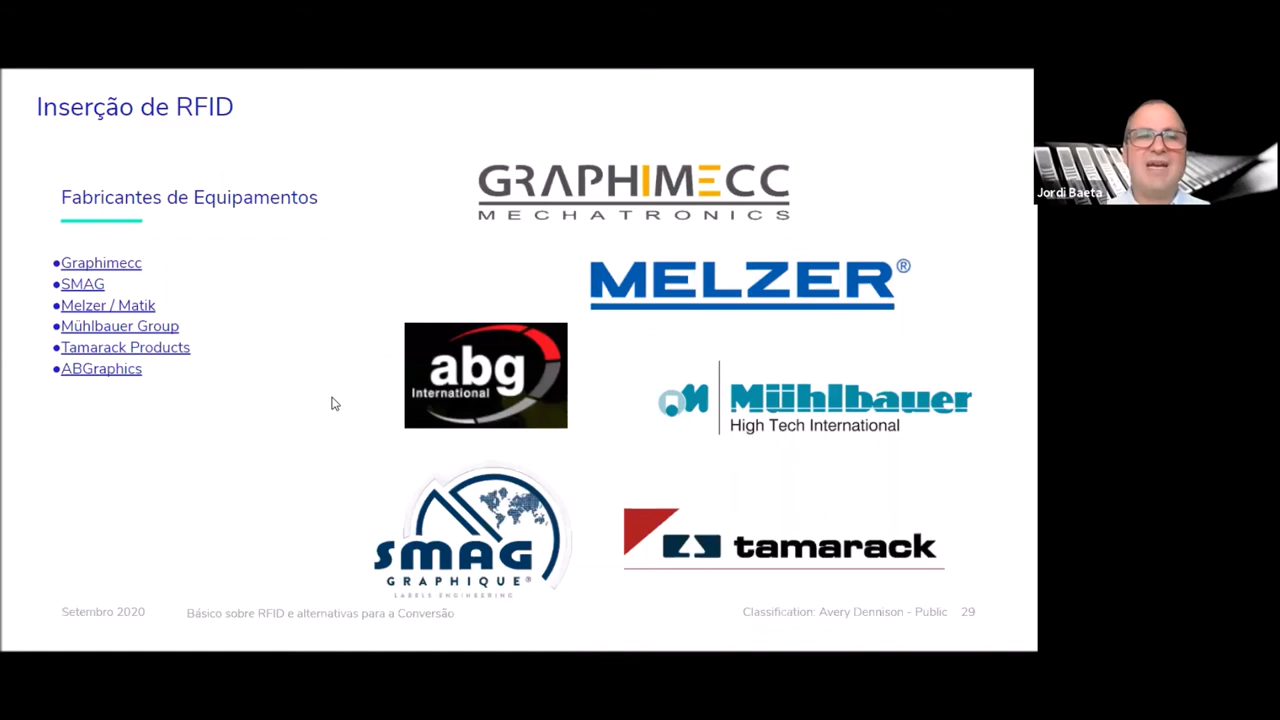 Inserção de RFID
Fabricantes de Equipamentos
●Graphimecc
●SMAG
●Melzer / Matik
●Mühlbauer Group
●Tamarack Products
●ABGraphics
GRAPHIMECC
MECHATRONICS
MELZER®
abg
International
Mühlbauer
High Tech International
SMAG
GRAPHIQUE®
LABELS ENGINEERING
tamarack
Setembro 2020
Básico sobre RFID e alternativas para a Conversão
Classification: Avery Dennison - Public 29
Jordi Baeta